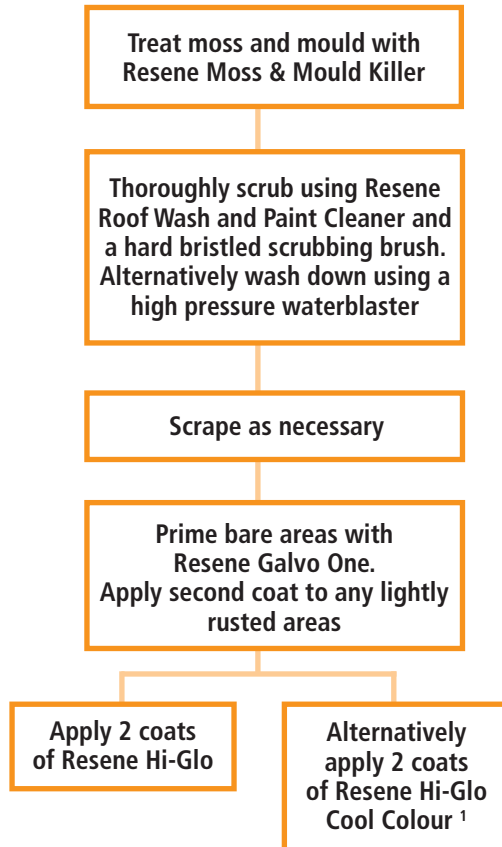 Treat moss and mould with
Resene Moss & Mould Killer
Thoroughly scrub using Resene
Roof Wash and Paint Cleaner and
a hard bristled scrubbing brush.
Alternatively wash down using a
high pressure waterblaster
Scrape as necessary
Prime bare areas with
Resene Galvo One.
Apply second coat to any lightly
rusted areas
Apply 2 coats
of Resene Hi-Glo
Alternatively
apply 2 coats
of Resene Hi-Glo
Cool Colour ¹